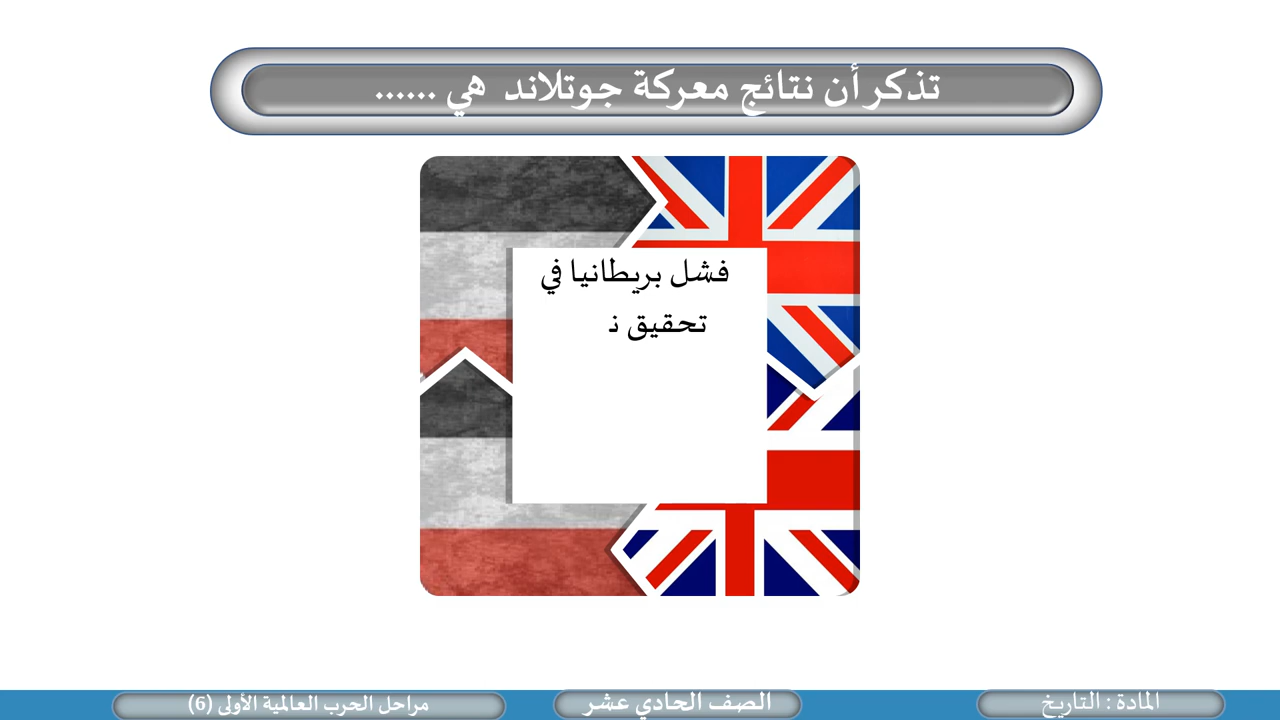 تذكر أن نتائج معركة جوتلاند هي ......
فشل بريطانيا في
تحقيق نـ
المادة : التاريخ
الصف الحادي عشر
مراحل الحرب العالمية الأولى (6)